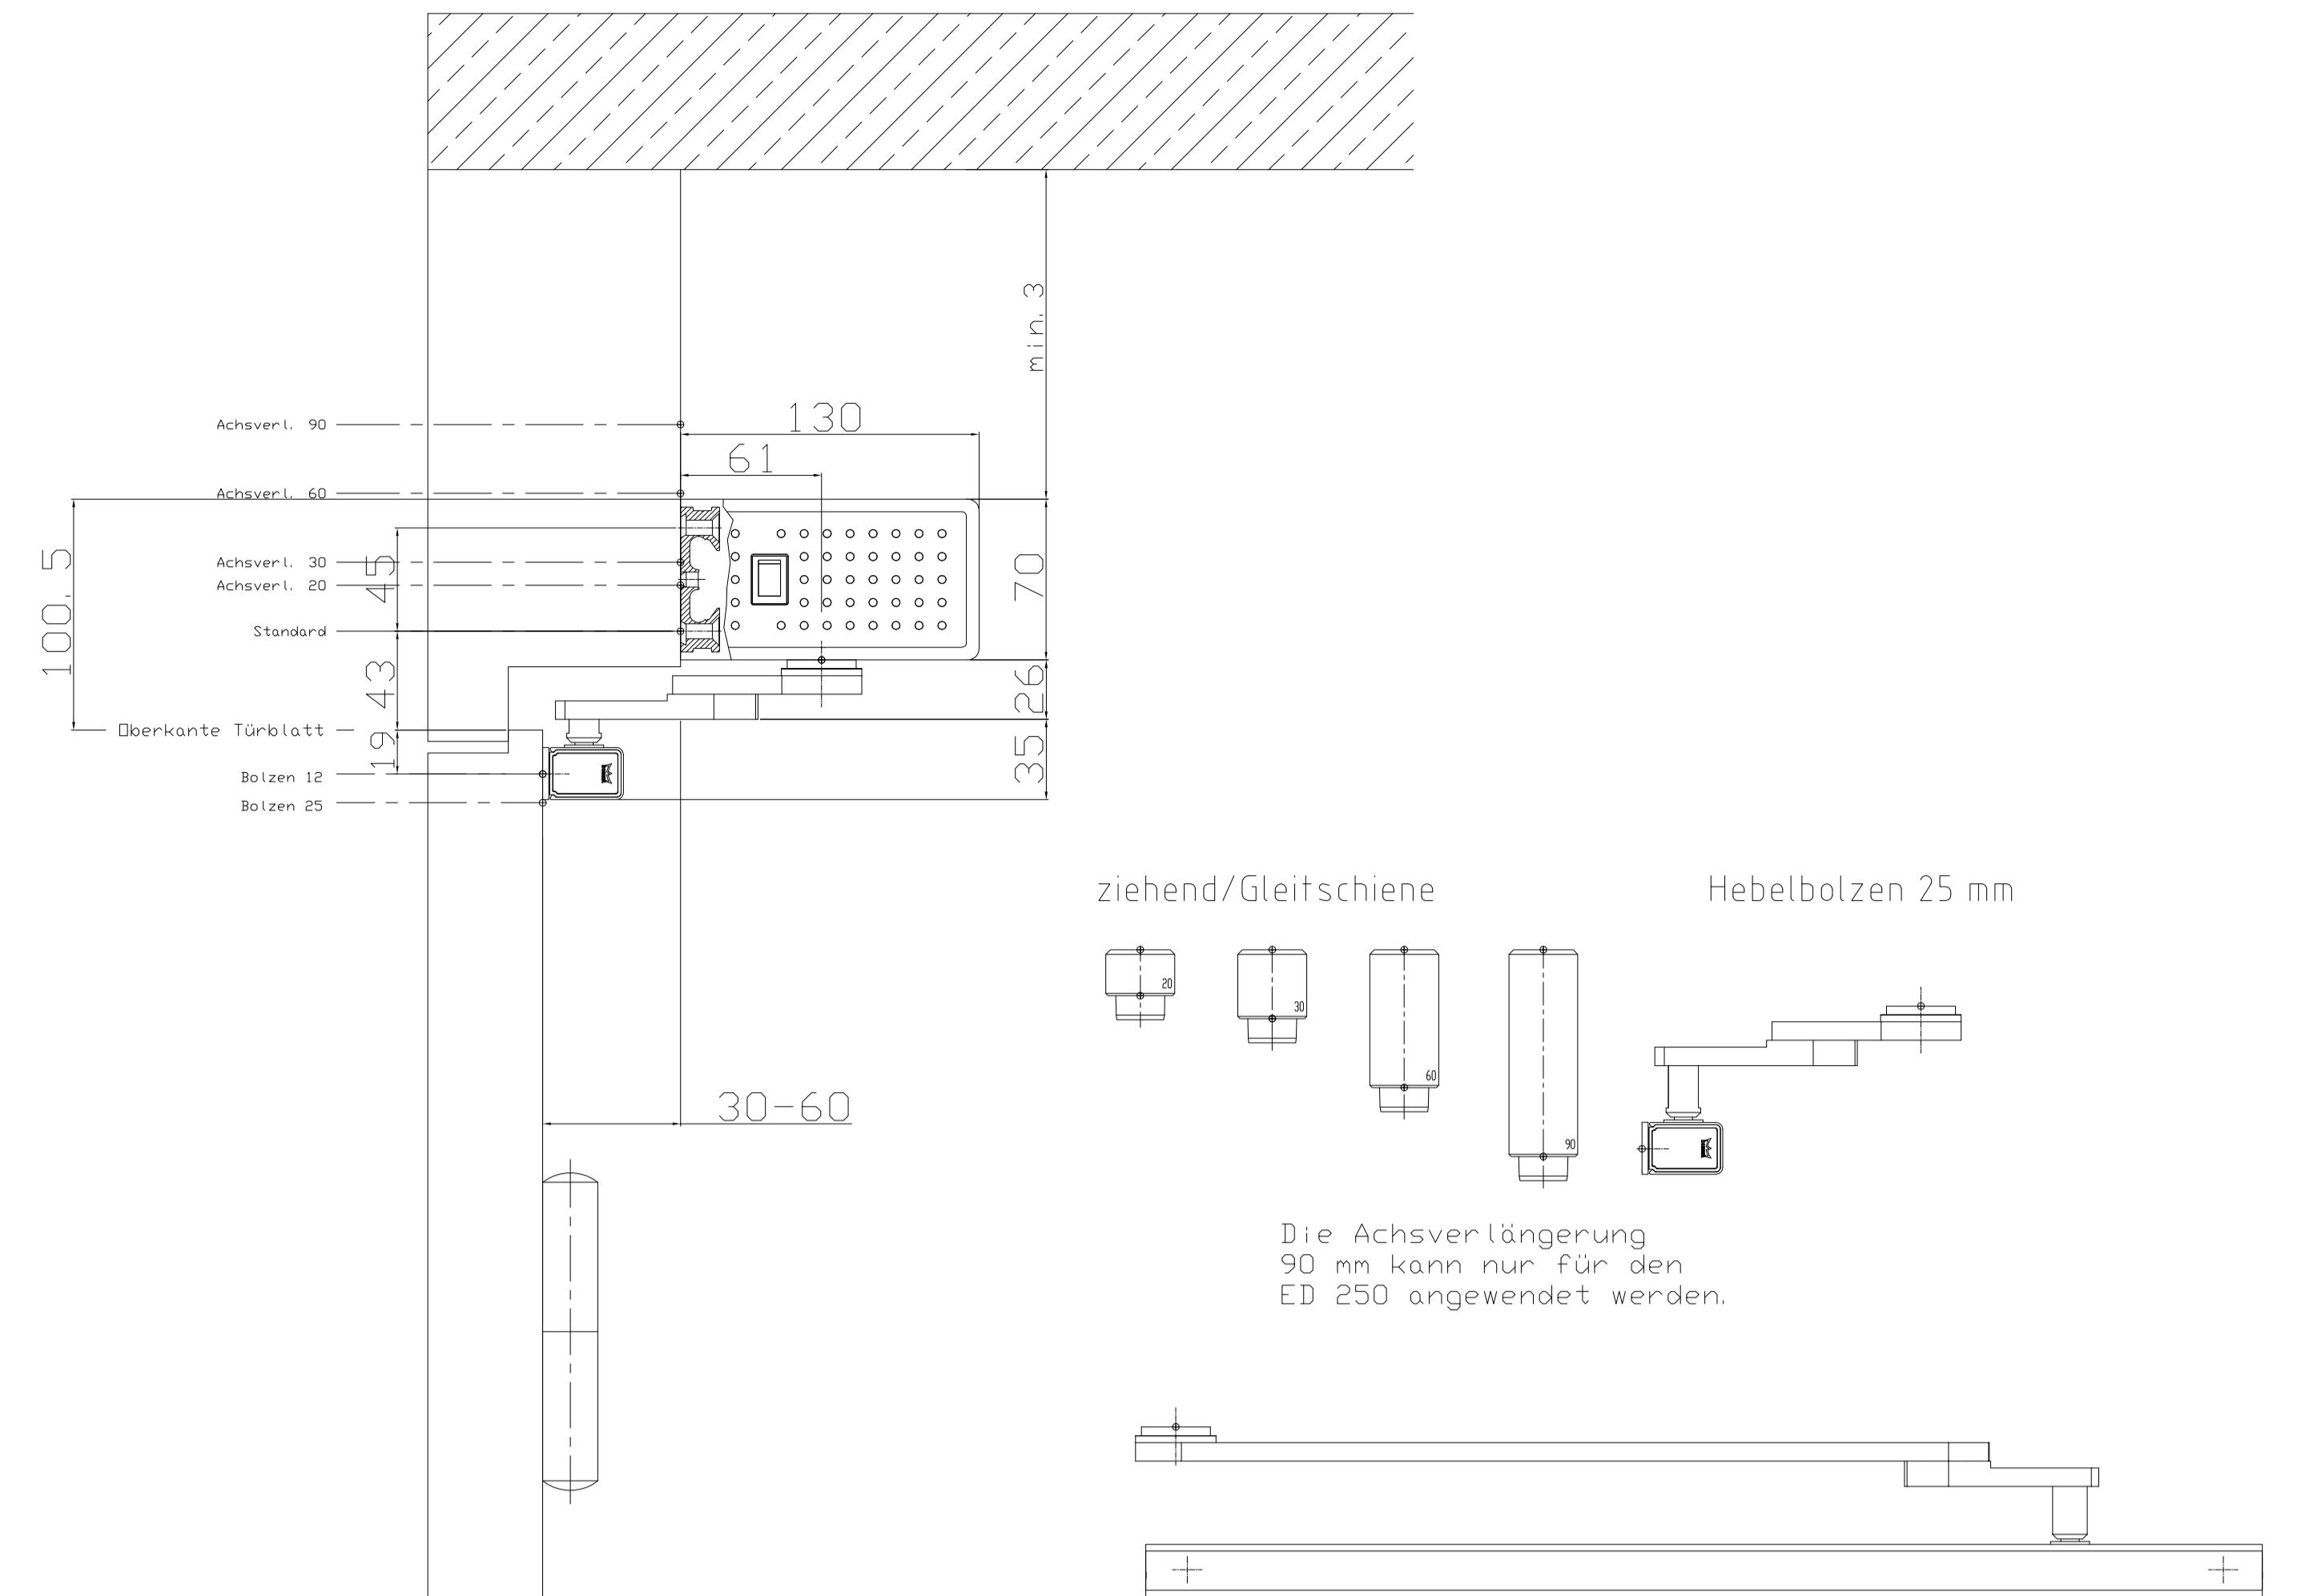 min. 3
130
61
Achsverl. 90
Achsverl. 60
Achsverl. 30
Achsverl. 20
Standard
100.5
45
43
19
70
26
35
Oberkante Türblatt
Bolzen 12
Bolzen 25
ziehend/Gleitschiene
Hebelbolzen 25 mm
20
30
60
90
30-60
Die Achsverlängerung
90 mm kann nur für den
ED 250 angewendet werden.